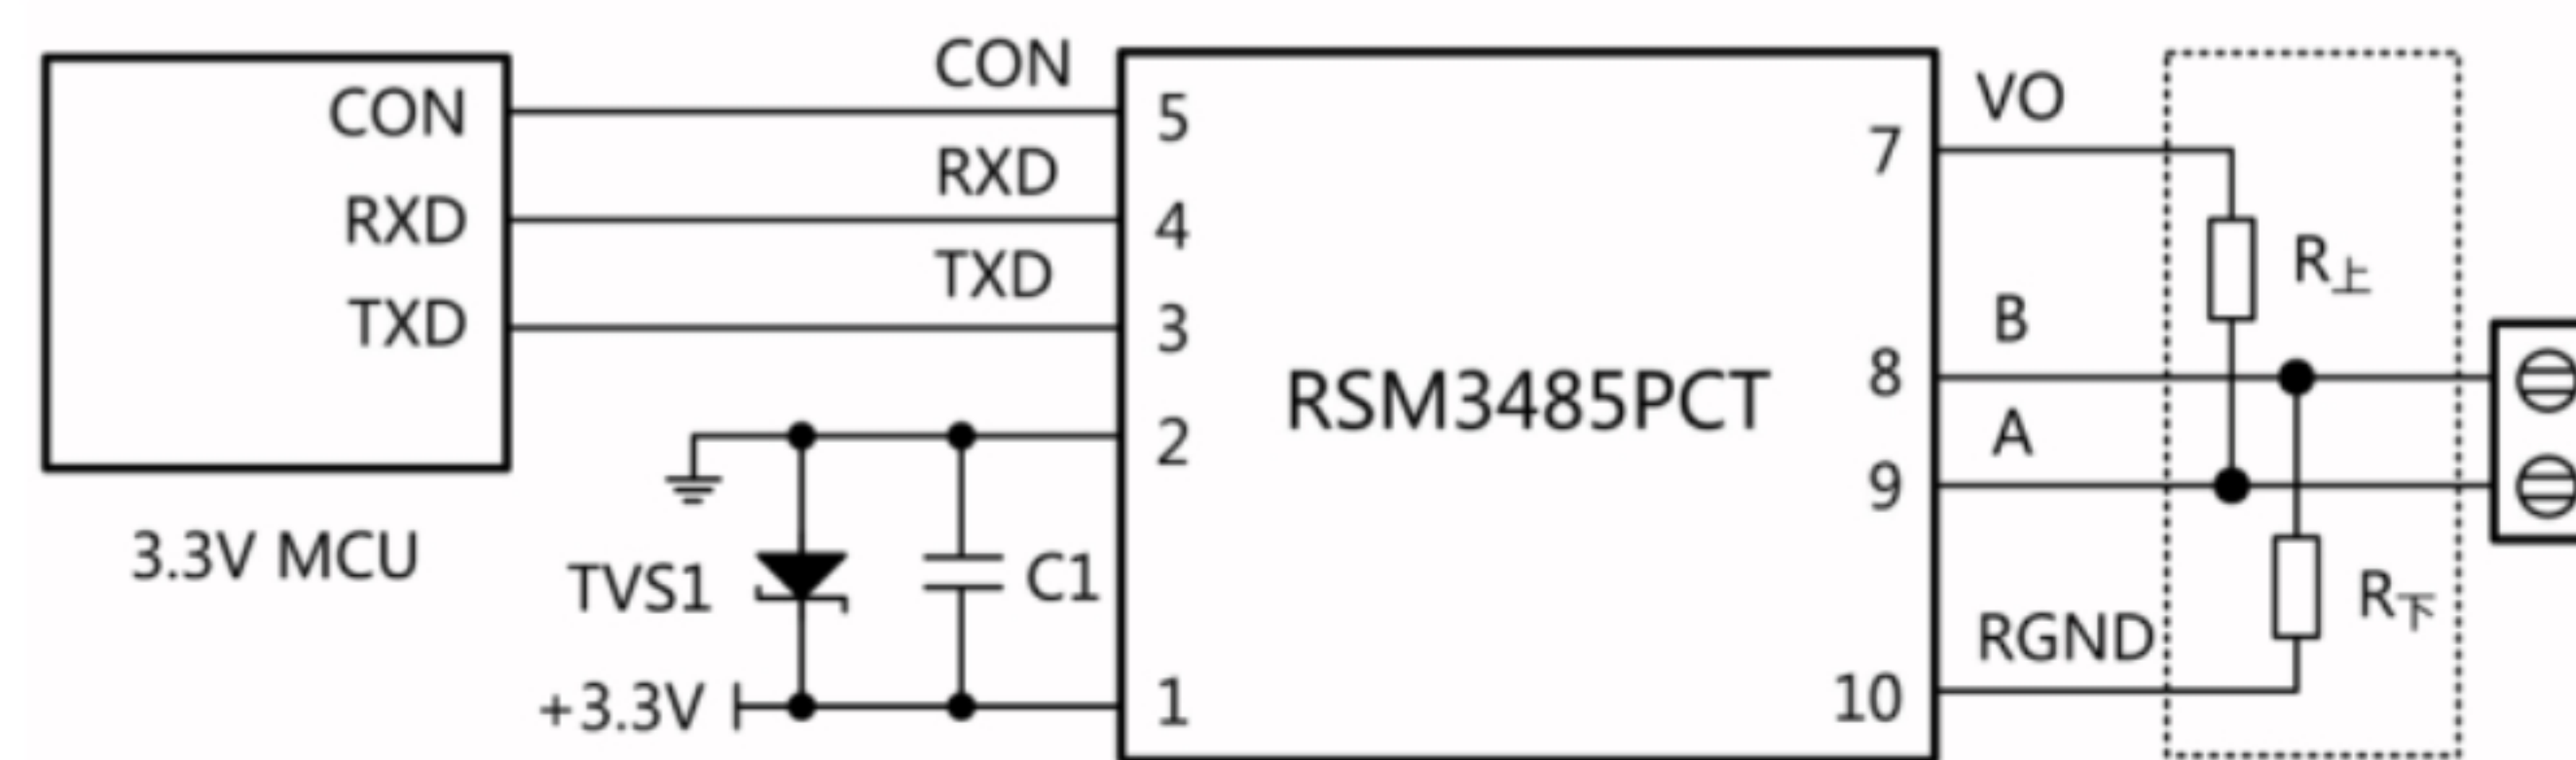 CON
RXD
TXD
3.3V MCU
CON
RXD
TXD
5
4
3
2
1
TVS1
C1
+3.3V
RSM3485PCT
7
8
9
10
VO
B
A
RGND
R上
R下